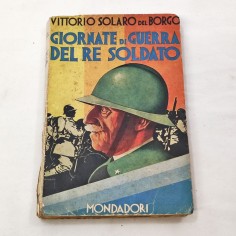 VITTORIO SOLARO DEL BORGO
GIORNATE DI GUERRA
DEL RE SOLDATO
MONDADORI